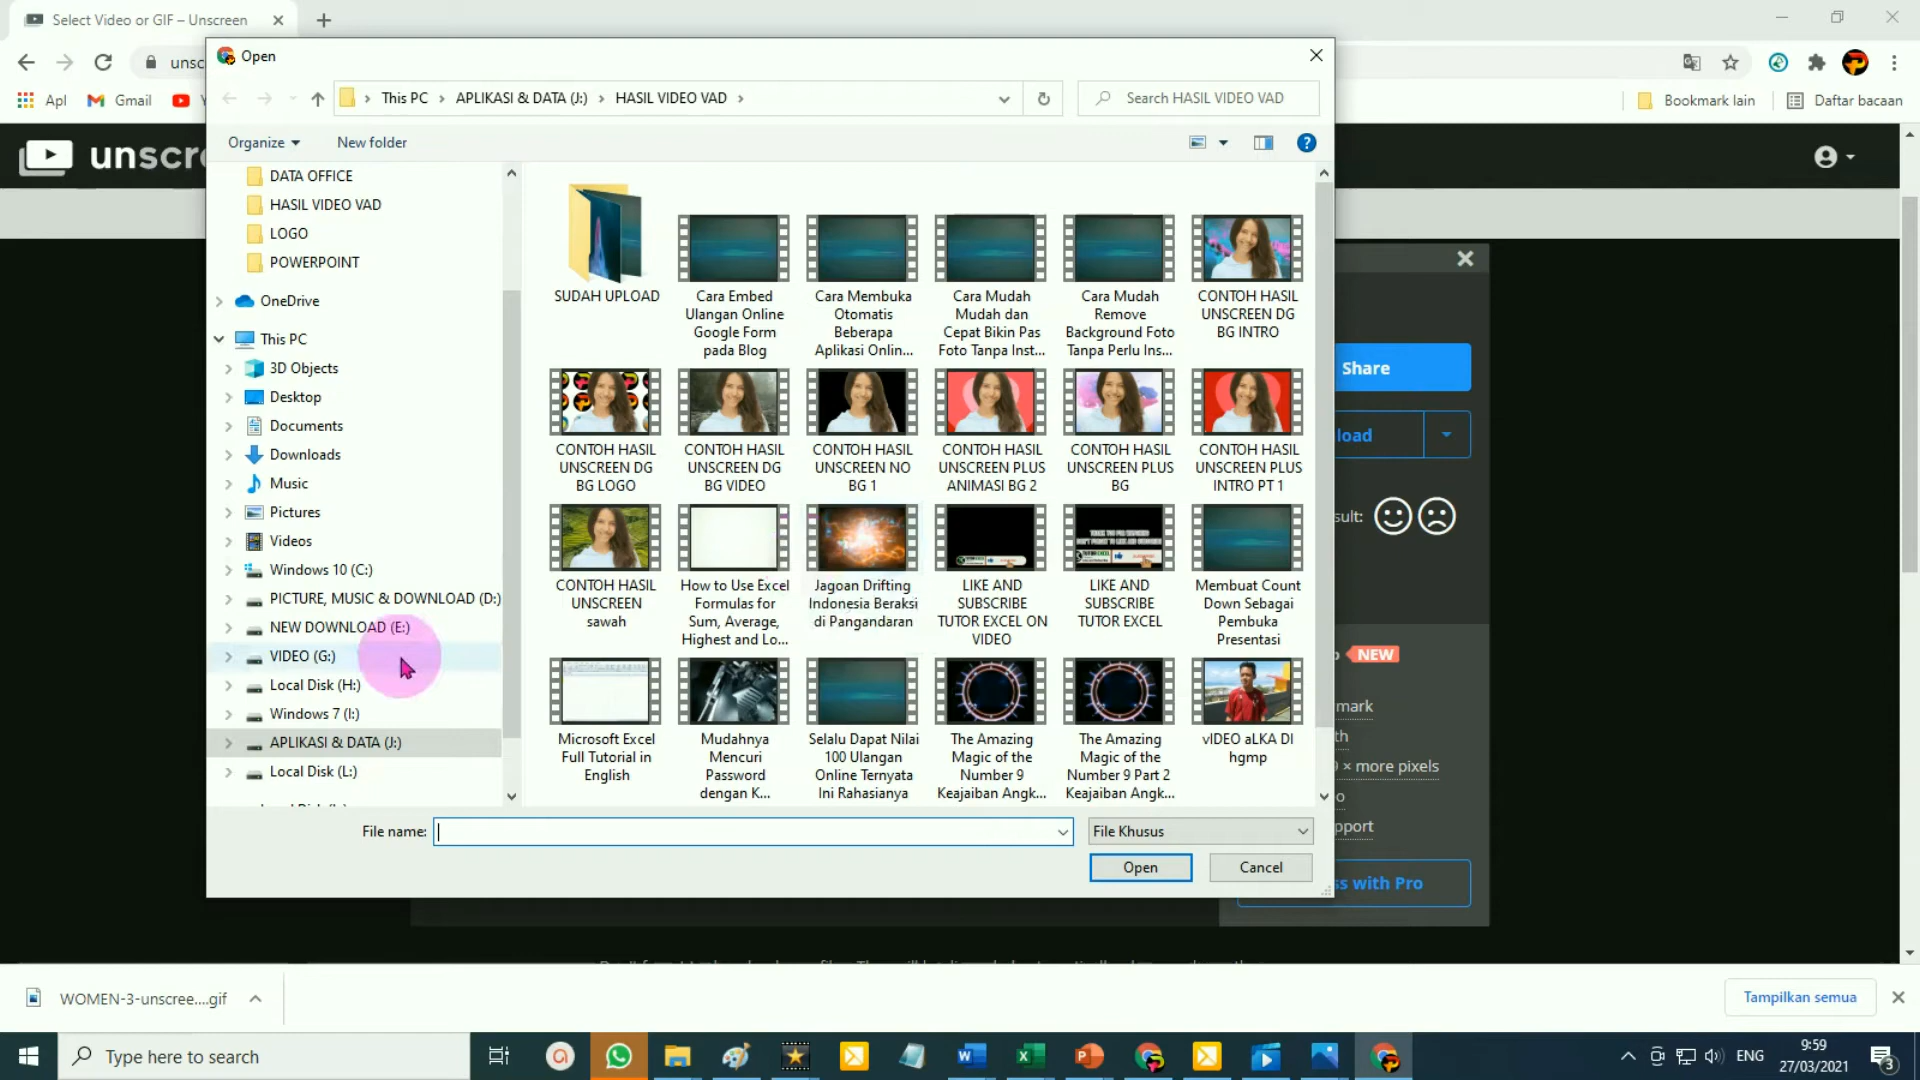 Select Video or GIF – Unscreen
unsc
Apl
Gmail
Bookmark lain
Daftar bacaan
unscr
Open
This PC > APLIKASI & DATA (J:) > HASIL VIDEO VAD >
Search HASIL VIDEO VAD
Organize
New folder
DATA OFFICE
HASIL VIDEO VAD
LOGO
POWERPOINT
OneDrive
This PC
3D Objects
Desktop
Documents
Downloads
Music
Pictures
Videos
Windows 10 (C:)
PICTURE, MUSIC & DOWNLOAD (D:)
NEW DOWNLOAD (E:)
VIDEO (G:)
Local Disk (H:)
Windows 7 (I:)
APLIKASI & DATA (J:)
Local Disk (L:)
SUDAH UPLOAD
Cara Embed
Ulangan Online
Google Form
pada Blog
Cara Membuka
Otomatis
Beberapa
Aplikasi Onlin...
Cara Mudah
Mudah dan
Cepat Bikin Pas
Foto Tanpa Inst...
Cara Mudah
Remove
Background Foto
Tanpa Perlu Ins...
CONTOH HASIL
UNSCREEN DG
BG INTRO
CONTOH HASIL
UNSCREEN DG
BG LOGO
CONTOH HASIL
UNSCREEN DG
BG VIDEO
CONTOH HASIL
UNSCREEN NO
BG 1
CONTOH HASIL
UNSCREEN PLUS
ANIMASI BG 2
CONTOH HASIL
UNSCREEN PLUS
BG
CONTOH HASIL
UNSCREEN PLUS
INTRO PT 1
CONTOH HASIL
UNSCREEN
sawah
How to Use Excel
Formulas for
Sum, Average,
Highest and Lo...
Jagoan Drifting
Indonesia Beraksi
di Pangandaran
LIKE AND
SUBSCRIBE
TUTOR EXCEL ON
VIDEO
LIKE AND
SUBSCRIBE
TUTOR EXCEL
Membuat Count
Down Sebagai
Pembuka
Presentasi
Microsoft Excel
Full Tutorial in
English
Mudahnya
Mencuri
Password
dengan K...
Selalu Dapat Nilai
100 Ulangan
Online Ternyata
Ini Rahasianya
The Amazing
Magic of the
Number 9
Keajaiban Angk...
The Amazing
Magic of the
Number 9 Part 2
Keajaiban Angk...
vIDEO aLKA DI
hgmp
File name:
File Khusus
Open
Cancel
Share
load
sult:
NEW
mark
th
× more pixels
o
pport
ss with Pro
WOMEN-3-unscree....gif
Tampilkan semua
Type here to search
ENG
9:59
27/03/2021
3